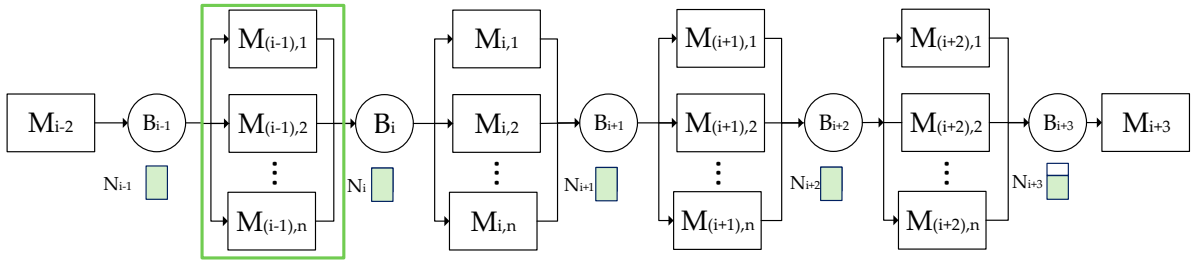 M(i-1),1
M(i-1),2
⋮
M(i-1),n
Mi,1
Mi,2
⋮
Mi,n
M(i+1),1
M(i+1),2
⋮
M(i+1),n
M(i+2),1
M(i+2),2
⋮
M(i+2),n
Mi-2
Bi-1
Bi
Bi+1
Bi+2
Bi+3
Mi+3
Ni-1
Ni
Ni+1
Ni+2
Ni+3